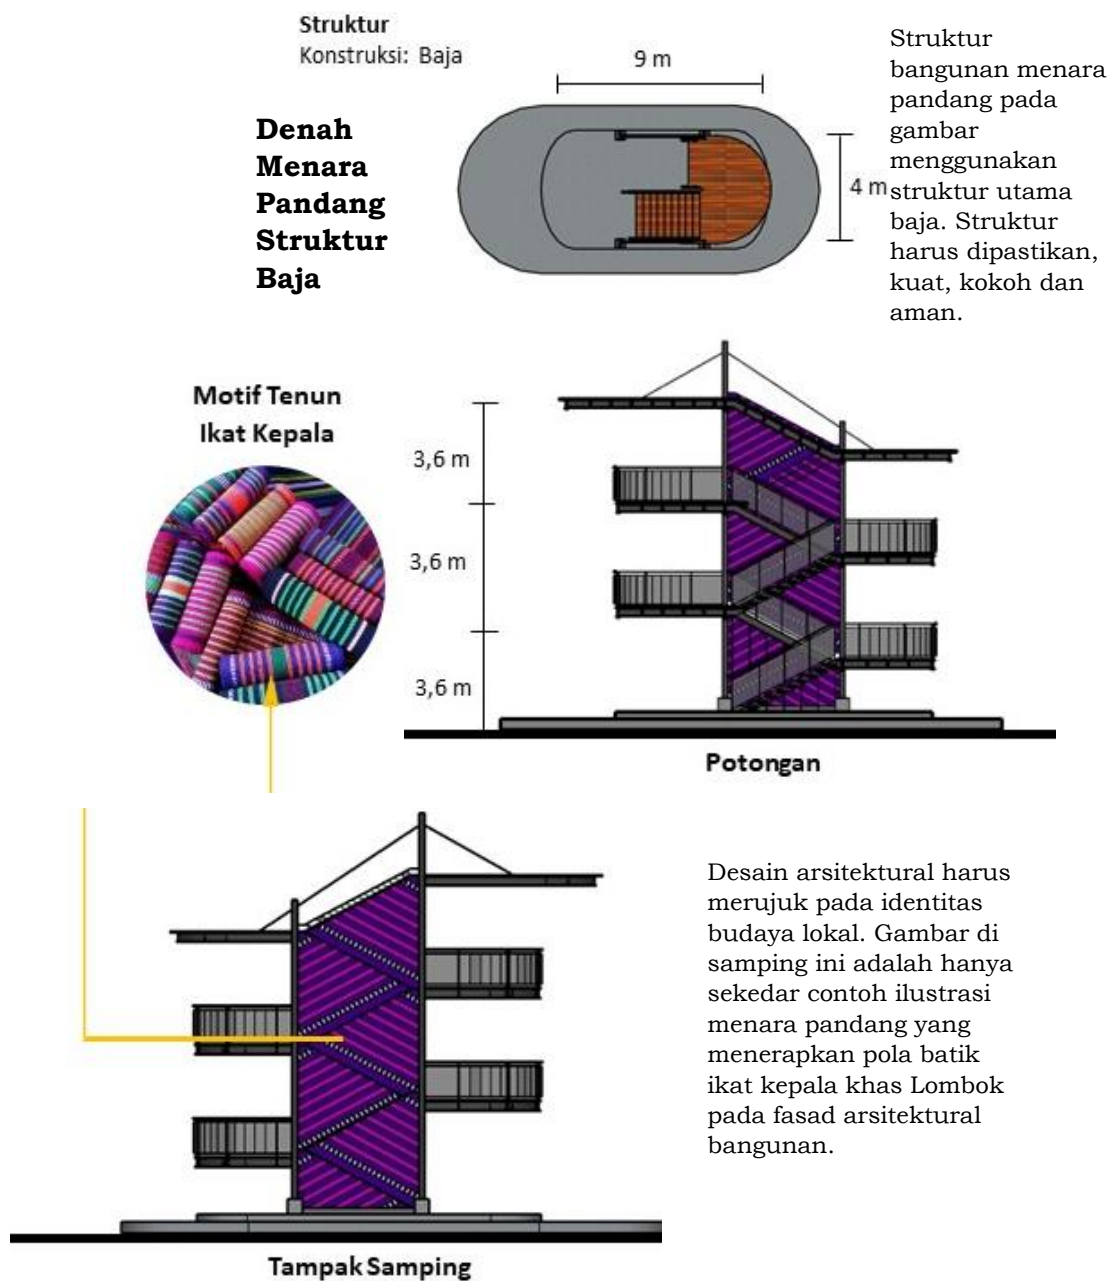 Struktur
Konstruksi: Baja
9 m
Denah
Menara
Pandang
Struktur
Baja
4 m
Struktur
bangunan menara
pandang pada
gambar
menggunakan
struktur utama
baja. Struktur
harus dipastikan,
kuat, kokoh dan
aman.
Motif Tenun
Ikat Kepala
3,6 m
3,6 m
3,6 m
Potongan
Desain arsitektural harus
merujuk pada identitas
budaya lokal. Gambar di
samping ini adalah hanya
sekedar contoh ilustrasi
menara pandang yang
menerapkan pola batik
ikat kepala khas Lombok
pada fasad arsitektural
bangunan.
Tampak Samping